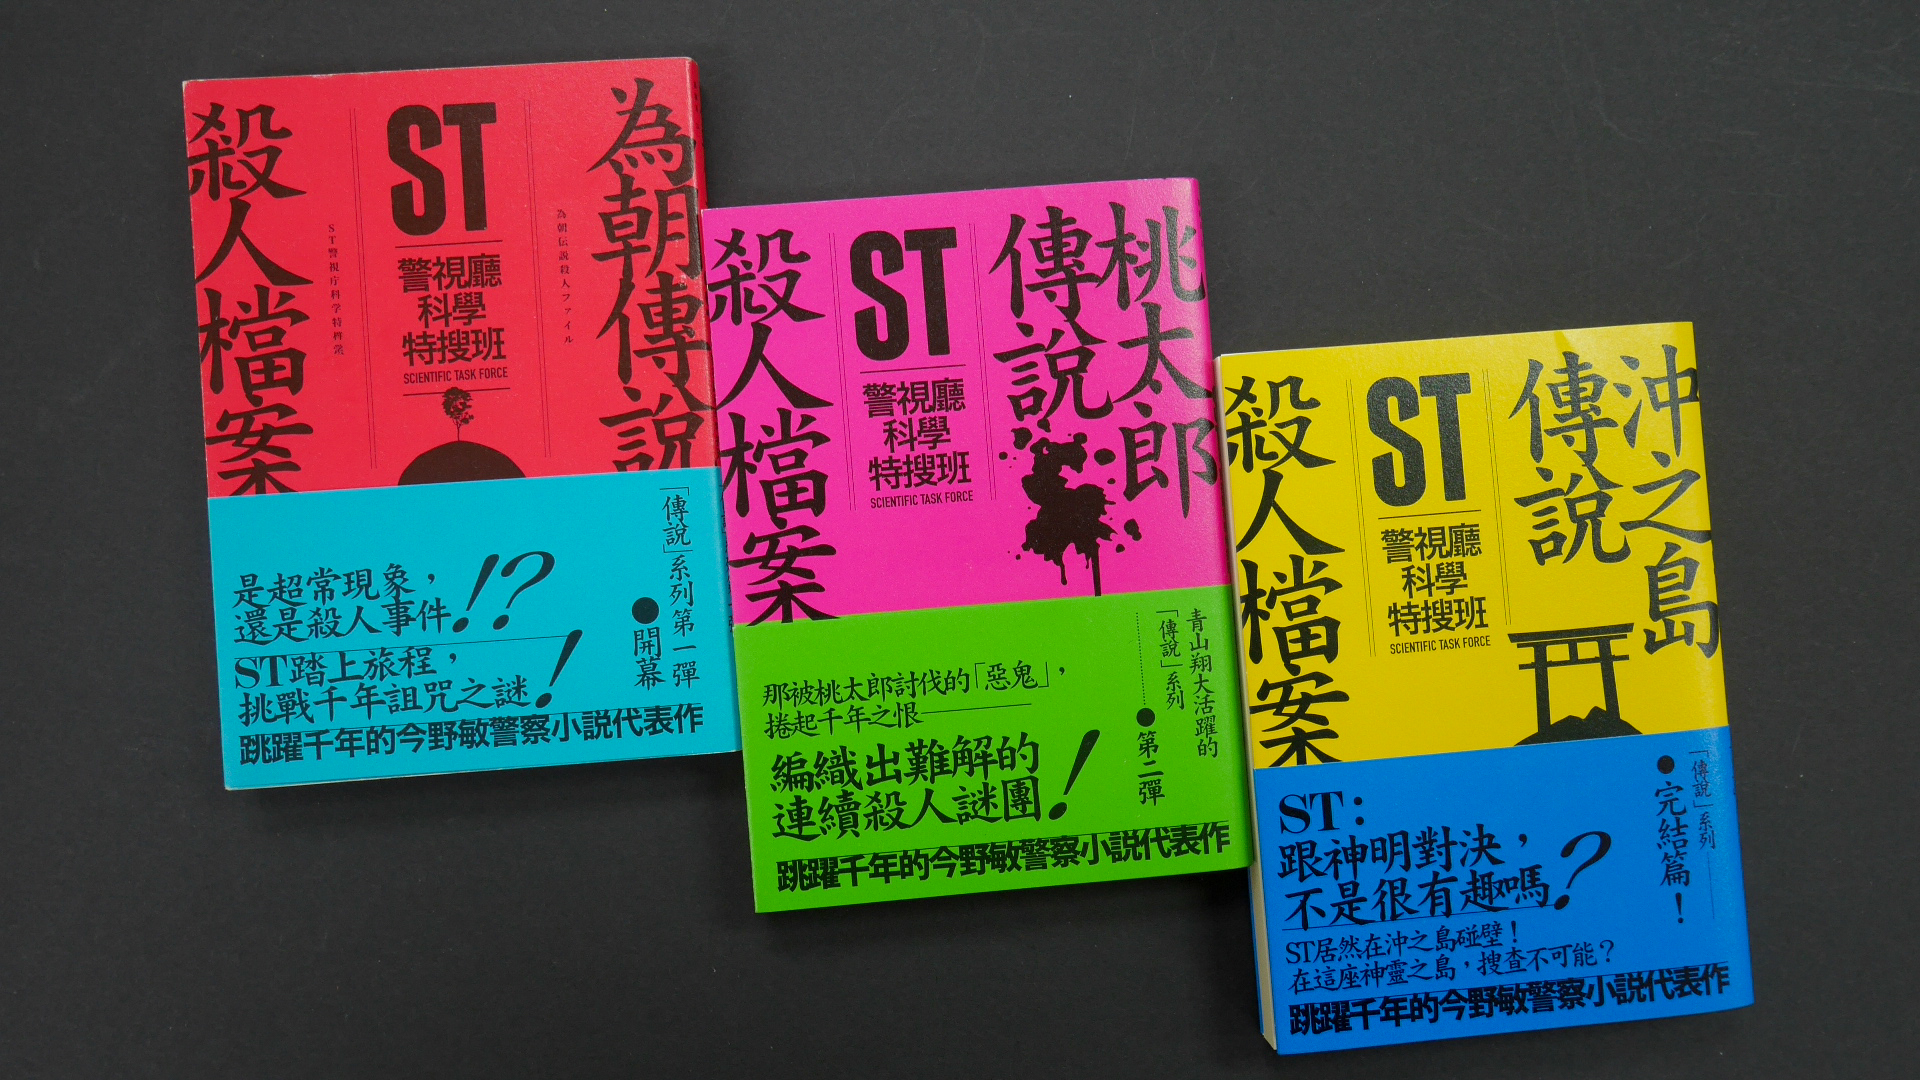 為朝傳說
殺人檔案
為朝伝説殺人ファイル
ST警視庁科学特捜班
ST
警視廳
科學
特搜班
SCIENTIFIC TASK FORCE
「傳說」系列第一彈
●開幕
是超常現象，
還是殺人事件!?
ST踏上旅程，
挑戰千年詛咒之謎！
跳躍千年的今野敏警察小說代表作
桃太郎
傳說
殺人檔案
ST
警視廳
科學
特搜班
SCIENTIFIC TASK FORCE
青山翔大活躍的
「傳說」系列
●第二彈
那被桃太郎討伐的「惡鬼」，
捲起千年之恨——
編織出難解的
連續殺人謎團！
跳躍千年的今野敏警察小說代表作
沖之島
傳說
殺人檔案
ST
警視廳
科學
特搜班
SCIENTIFIC TASK FORCE
「傳說」系列
●完結篇！
ST：
跟神明對決，
不是很有趣嗎？
ST居然在沖之島碰壁！
在這座神靈之島，搜查不可能？
跳躍千年的今野敏警察小說代表作